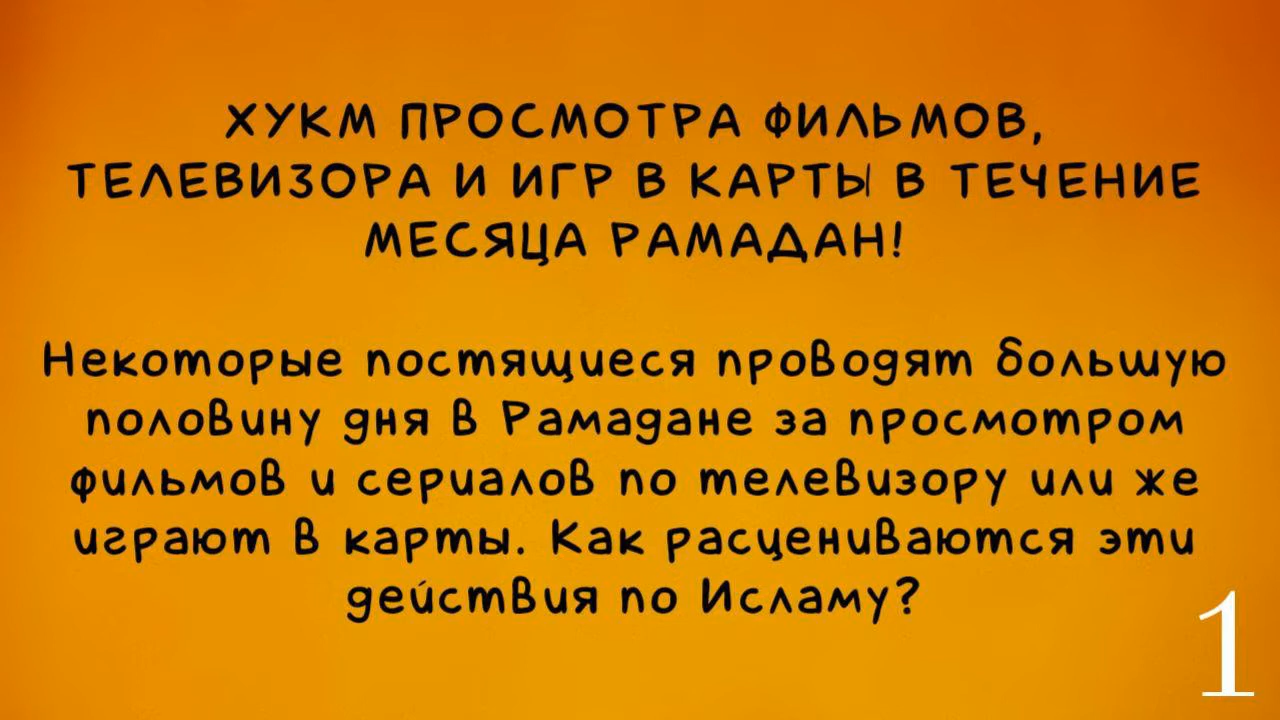 ХУКМ ПРОСМОТРА ФИЛЬМОВ,
ТЕЛЕВИЗОРА И ИГР В КАРТЫ В ТЕЧЕНИЕ
МЕСЯЦА РАМАДАН!
Некоторые постящиеся проводят большую
половину дня в Рамадане за просмотром
фильмов и сериалов по телевизору или же
играют в карты. Как расцениваются эти
действия по Исламу?
1